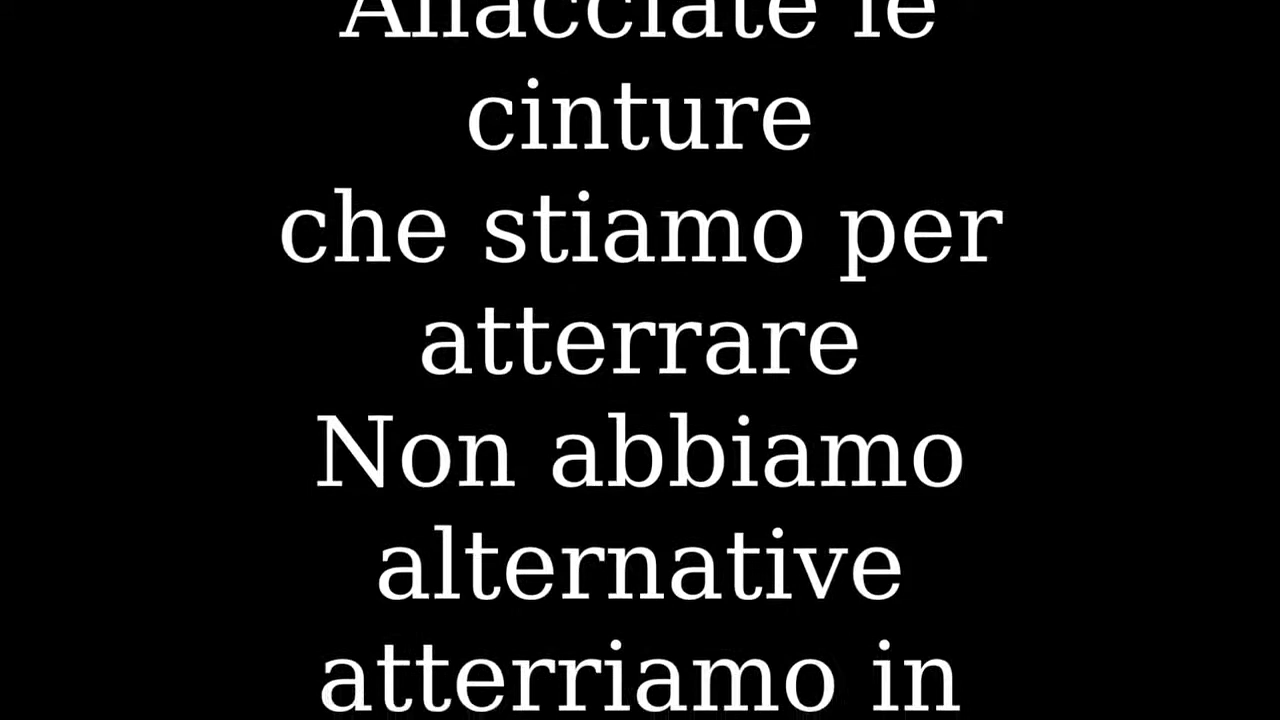 Allacciate le
cinture
che stiamo per
atterrare
Non abbiamo
alternative
atterriamo in